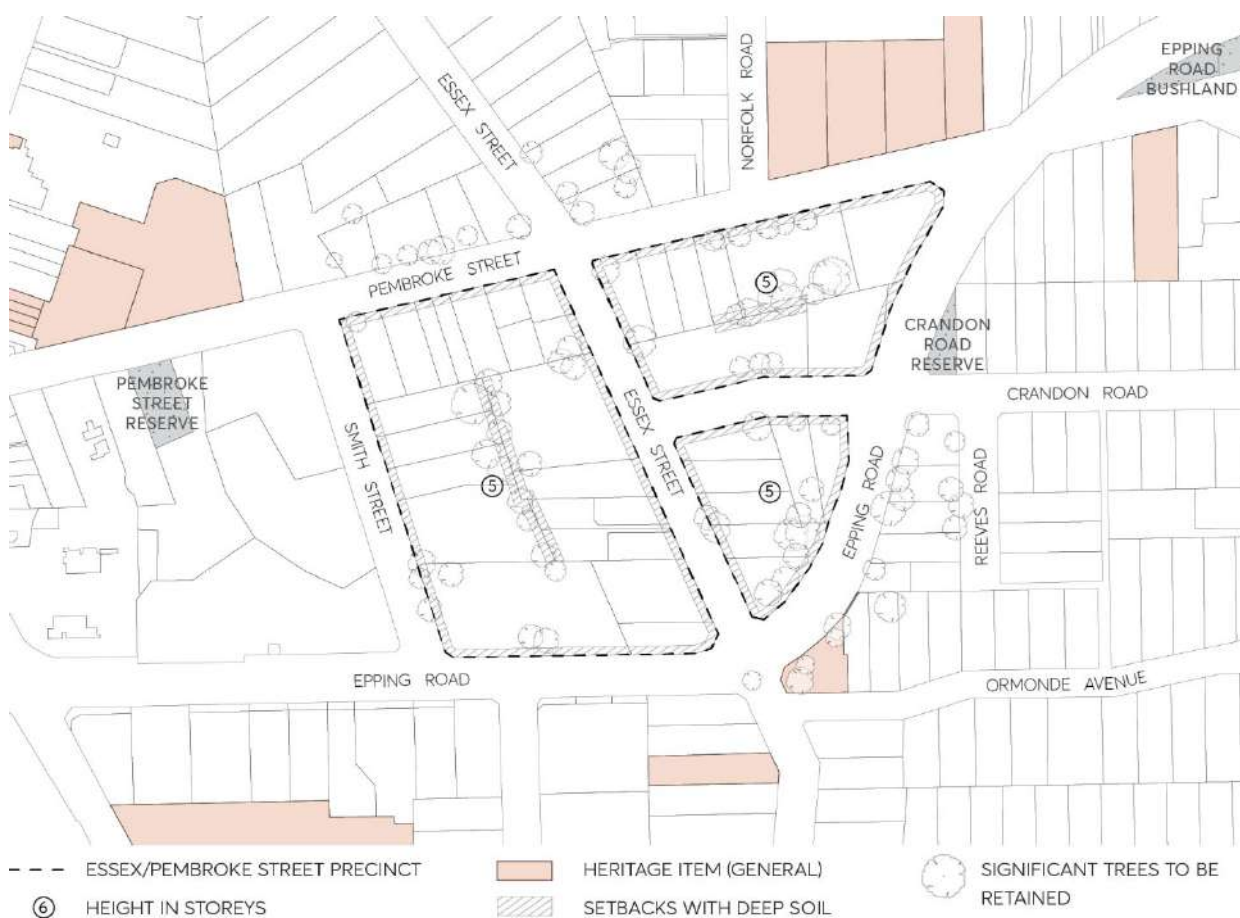 EPPING
ROAD
BUSHLAND
ESSEX STREET
NORFOLK ROAD
PEMBROKE STREET
5
CRANDON
ROAD
RESERVE
PEMBROKE
STREET
RESERVE
CRANDON ROAD
SMITH STREET
ESSEX STREET
5
5
EPPING ROAD
REEVES ROAD
EPPING ROAD
ORMONDE AVENUE
ESSEX/PEMBROKE STREET PRECINCT
HERITAGE ITEM (GENERAL)
SIGNIFICANT TREES TO BE
RETAINED
6 HEIGHT IN STOREYS
SETBACKS WITH DEEP SOIL